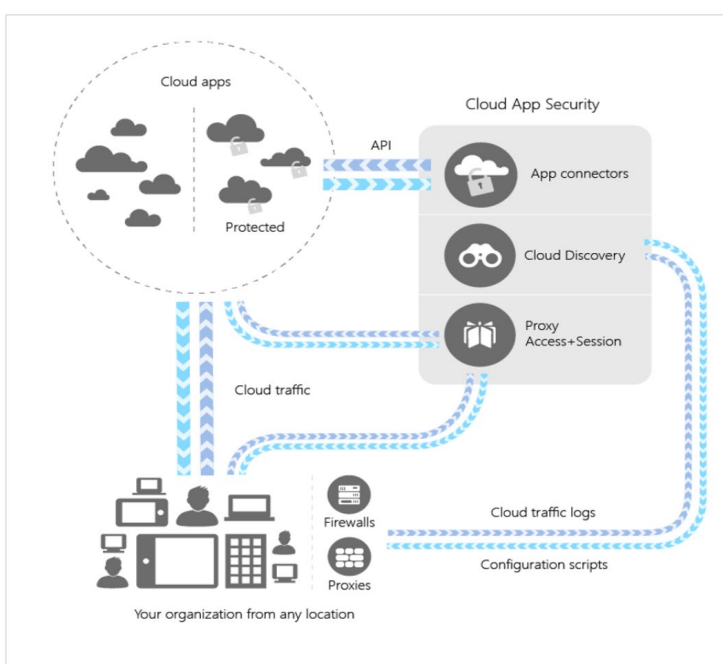 Cloud apps
Protected
API
Cloud App Security
App connectors
Cloud Discovery
Proxy
Access+Session
Cloud traffic
Firewalls
Proxies
Cloud traffic logs
Configuration scripts
Your organization from any location